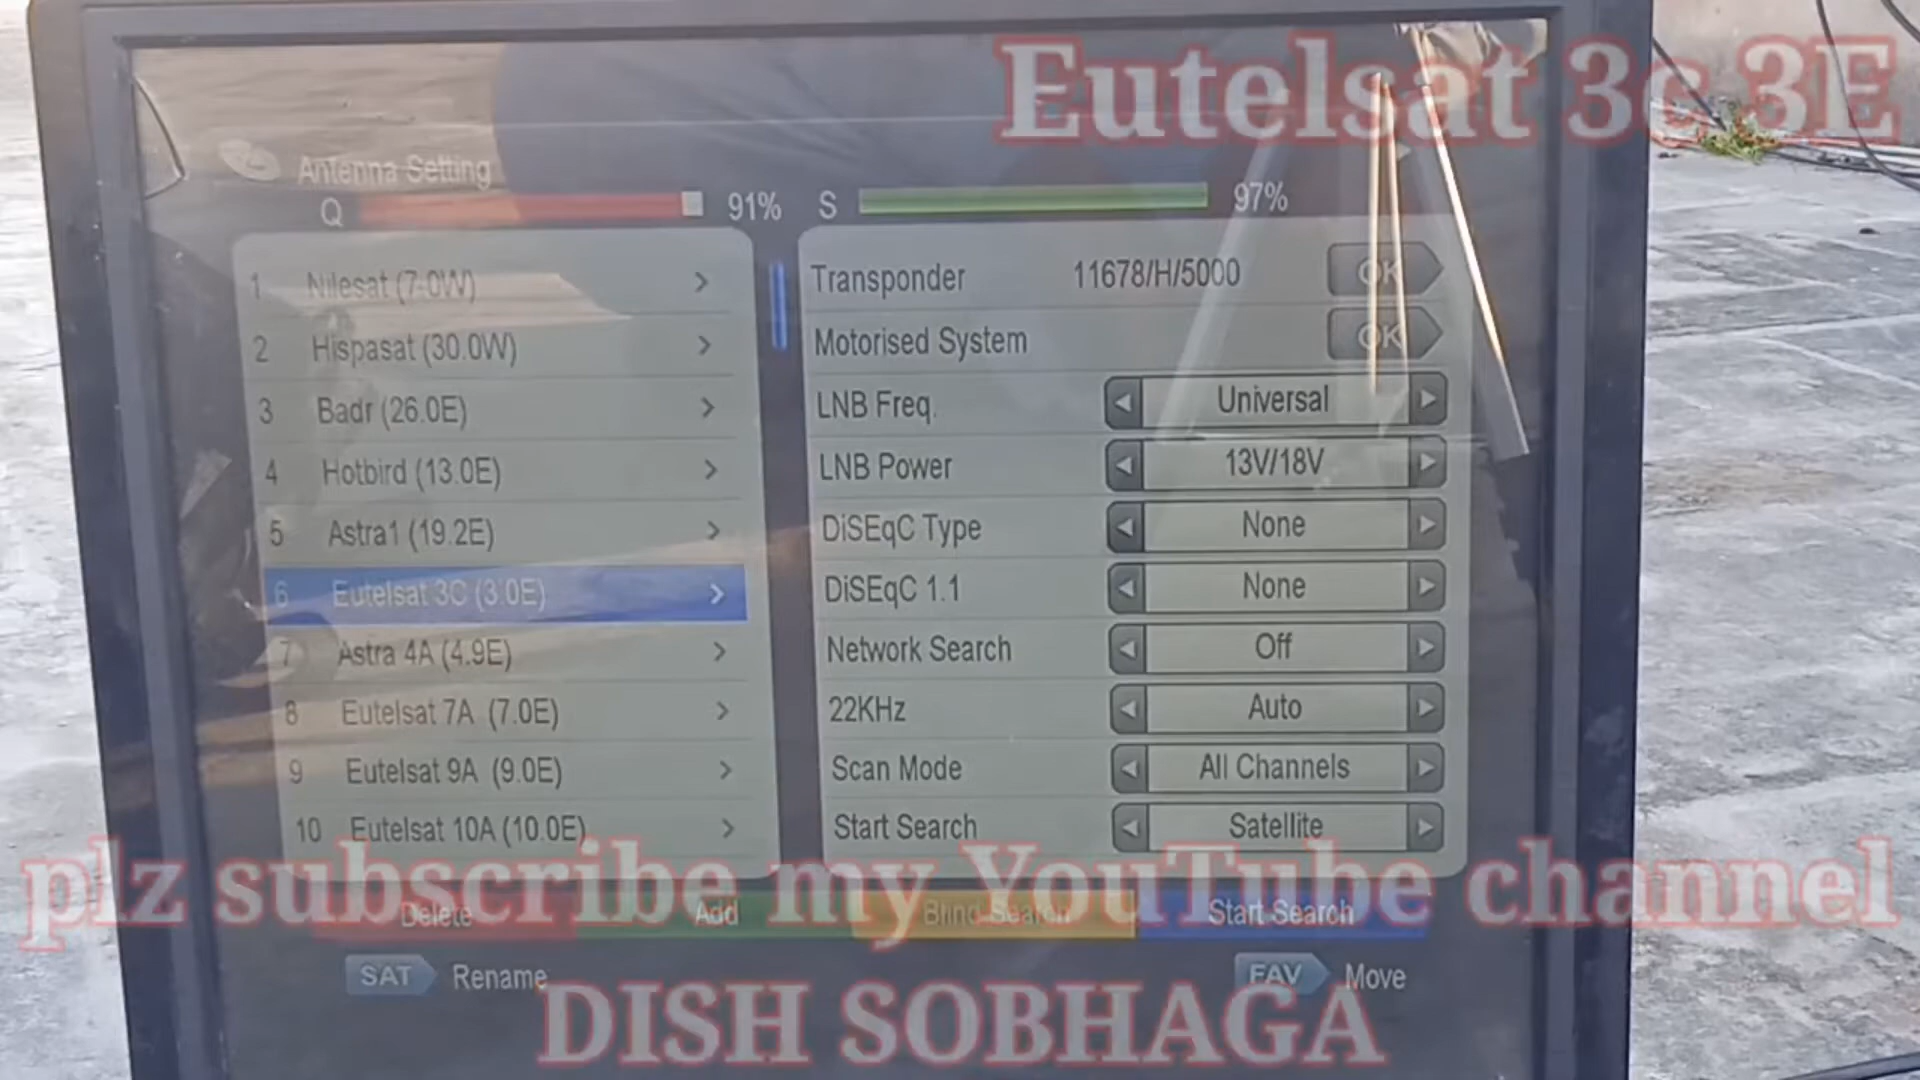 Eutelsat 3c 3E
Antenna Setting
Q 91% S 97%
1 Nilesat (7.0W) >
2 Hispasat (30.0W) >
3 Badr (26.0E) >
4 Hotbird (13.0E) >
5 Astra1 (19.2E) >
6 Eutelsat 3C (3.0E) >
7 Astra 4A (4.9E) >
8 Eutelsat 7A (7.0E) >
9 Eutelsat 9A (9.0E) >
10 Eutelsat 10A (10.0E) >
Transponder 11678/H/5000 OK
Motorised System OK
LNB Freq. Universal
LNB Power 13V/18V
DiSEqC Type None
DiSEqC 1.1 None
Network Search Off
22KHz Auto
Scan Mode All Channels
Start Search Satellite
plz subscribe my YouTube channel
Delete Add Blind Search Start Search
SAT Rename FAV Move
DISH SOBHAGA